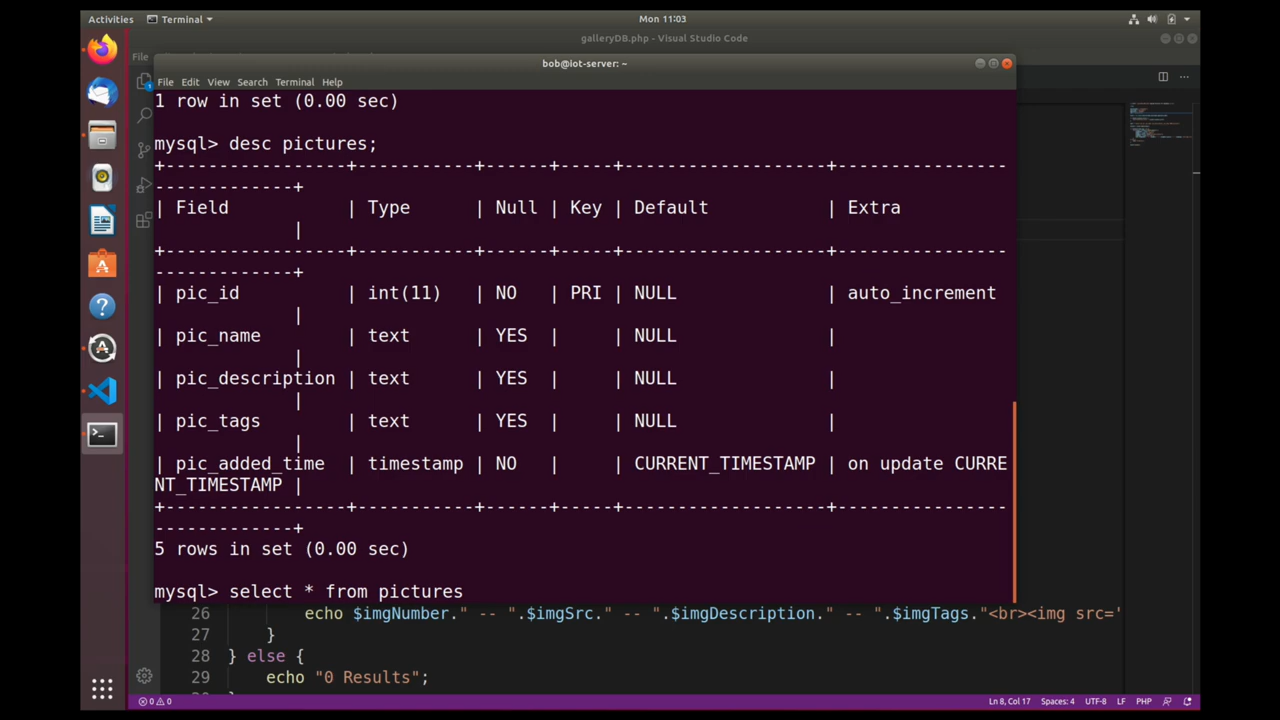 Activities
Terminal
Mon 11:03
galleryDB.php - Visual Studio Code
File
bob@iot-server: ~
File Edit View Search Terminal Help
1 row in set (0.00 sec)
mysql> desc pictures;
+-----------------+-----------+------+-----+-------------------+----------------
-------------+
| Field           | Type      | Null | Key | Default           | Extra
             |
+-----------------+-----------+------+-----+-------------------+----------------
-------------+
| pic_id          | int(11)   | NO   | PRI | NULL              | auto_increment
             |
| pic_name        | text      | YES  |     | NULL              |
             |
| pic_description | text      | YES  |     | NULL              |
             |
| pic_tags        | text      | YES  |     | NULL              |
             |
| pic_added_time  | timestamp | NO   |     | CURRENT_TIMESTAMP | on update CURRE
NT_TIMESTAMP |
+-----------------+-----------+------+-----+-------------------+----------------
-------------+
5 rows in set (0.00 sec)
mysql> select * from pictures
26 echo $imgNumber." -- ".$imgSrc." -- ".$imgDescription." -- ".$imgTags."<br><img src='
27 }
28 } else {
29 echo "0 Results";
0 0
Ln 8, Col 17 Spaces: 4 UTF-8 LF PHP